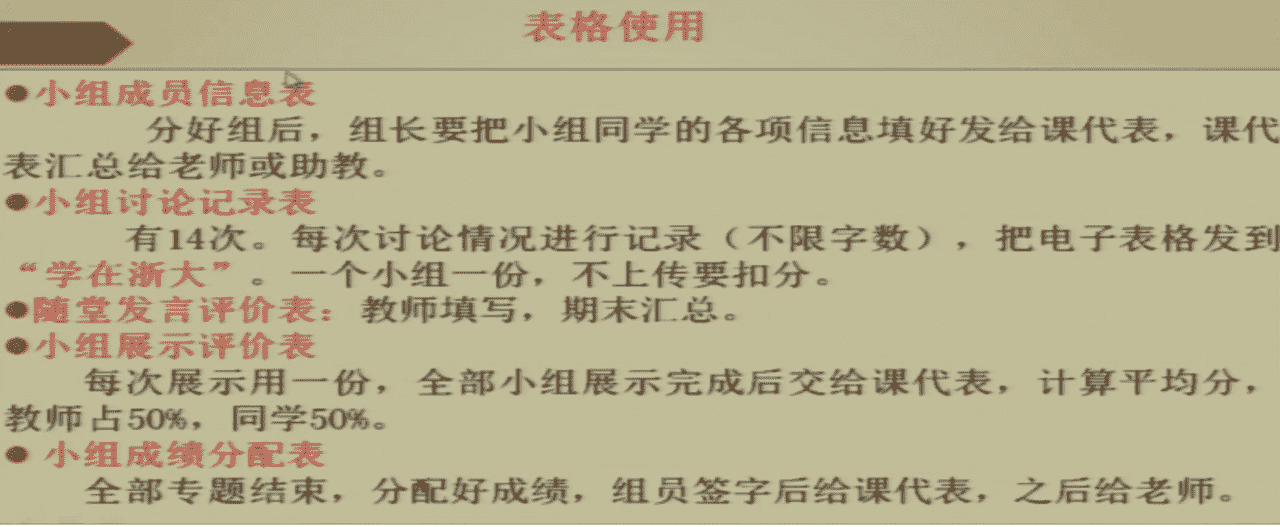 表格使用
●小组成员信息表
分好组后，组长要把小组同学的各项信息填好发给课代表，课代
表汇总给老师或助教。
●小组讨论记录表
有14次。每次讨论情况进行记录（不限字数），把电子表格发到
“学在浙大”。一个小组一份，不上传要扣分。
●随堂发言评价表：教师填写，期末汇总。
●小组展示评价表
每次展示用一份，全部小组展示完成后交给课代表，计算平均分，
教师占50%，同学50%。
●小组成绩分配表
全部专题结束，分配好成绩，组员签字后给课代表，之后给老师。